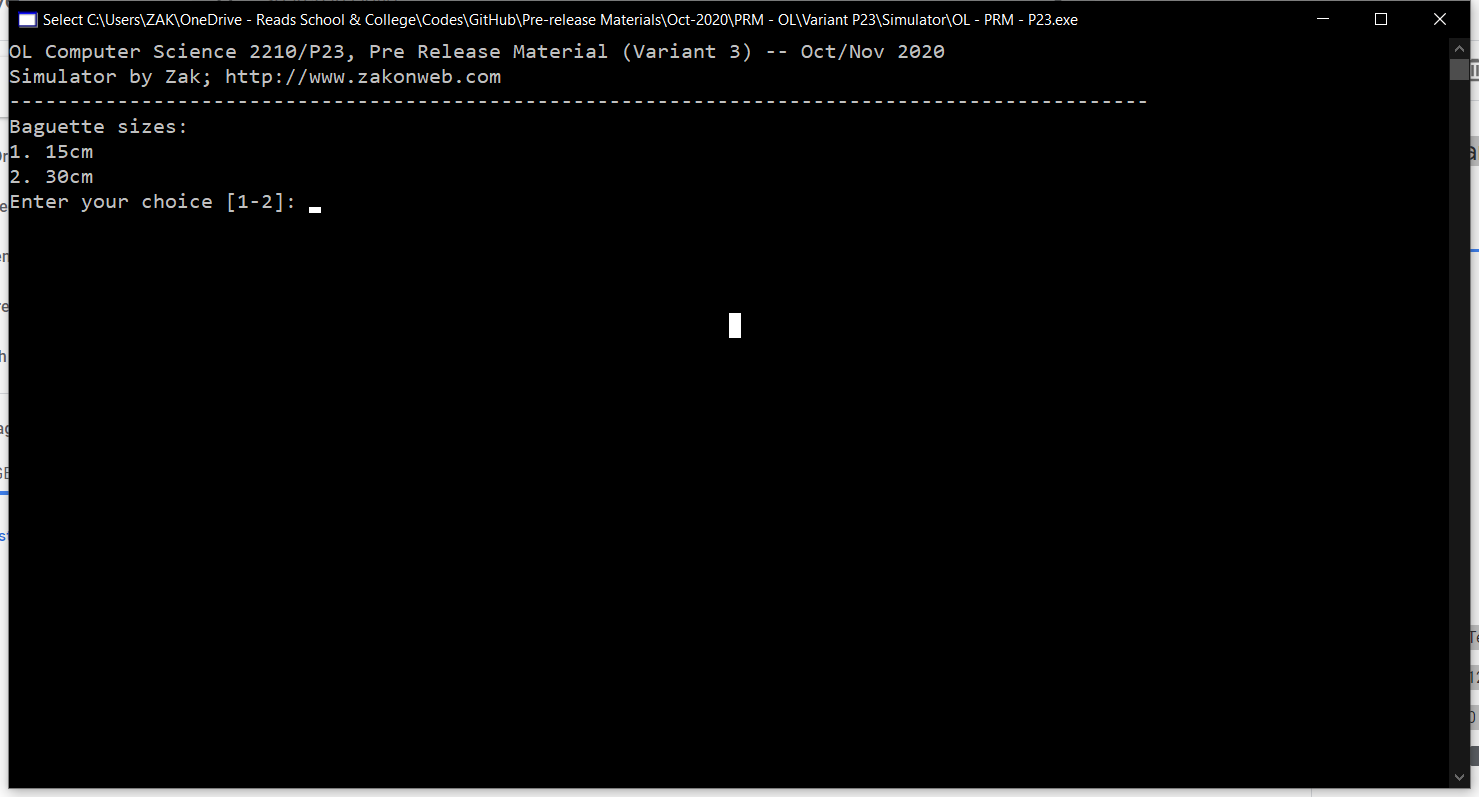 Select C:\Users\ZAK\OneDrive - Reads School & College\Codes\GitHub\Pre-release Materials\Oct-2020\PRM - OL\Variant P23\Simulator\OL - PRM - P23.exe
OL Computer Science 2210/P23, Pre Release Material (Variant 3) -- Oct/Nov 2020
Simulator by Zak; http://www.zakonweb.com
-----------------------------------------------------------------------------------------------
Baguette sizes:
1. 15cm
2. 30cm
Enter your choice [1-2]: